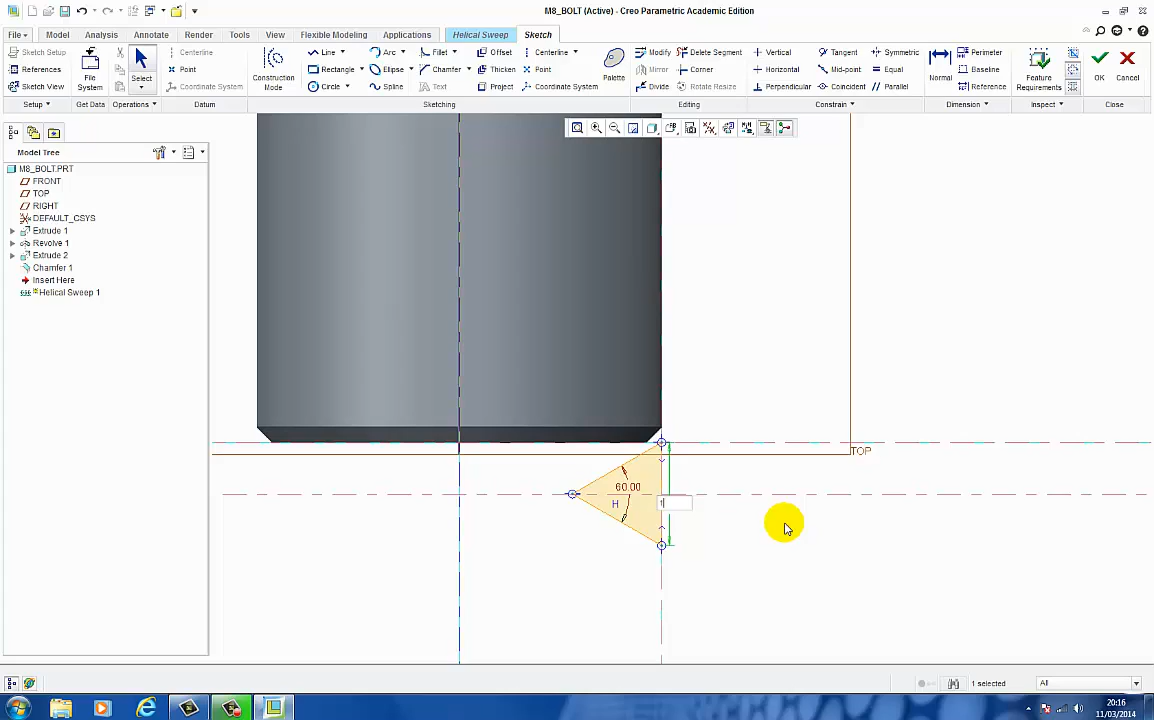 M8_BOLT (Active) - Creo Parametric Academic Edition
File Model Analysis Annotate Render Tools View Flexible Modeling Applications Helical Sweep Sketch
Sketch Setup
References
Sketch View
Setup
File System
Get Data
Select
Operations
Centerline
Point
Coordinate System
Datum
Construction Mode
Line Arc Fillet Offset Centerline
Rectangle Ellipse Chamfer Thicken Point
Circle Spline Text Project Coordinate System
Palette
Sketching
Modify Delete Segment
Mirror Corner
Divide Rotate Resize
Editing
Vertical Tangent Symmetric
Horizontal Mid-point Equal
Perpendicular Coincident Parallel
Constrain
Normal
Perimeter
Baseline
Reference
Dimension
Feature Requirements
Inspect
OK
Cancel
Close
Model Tree
M8_BOLT.PRT
FRONT
TOP
RIGHT
DEFAULT_CSYS
Extrude 1
Revolve 1
Extrude 2
Chamfer 1
Insert Here
Helical Sweep 1
TOP
60.00
H
1 selected
All
20:16
11/03/2014